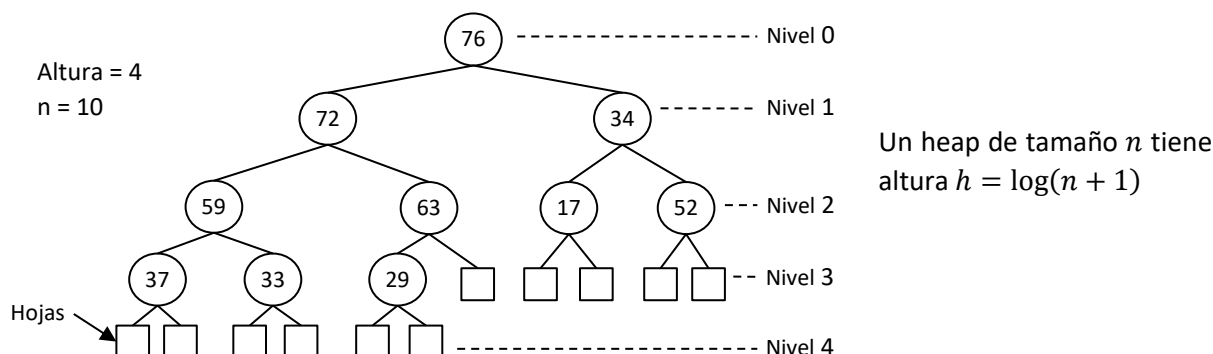 76
Nivel 0
Altura = 4
n = 10
72
34
Nivel 1
Un heap de tamaño n tiene
altura h = log(n + 1)
59
63
17
52
Nivel 2
37
33
29
Nivel 3
Hojas
Nivel 4